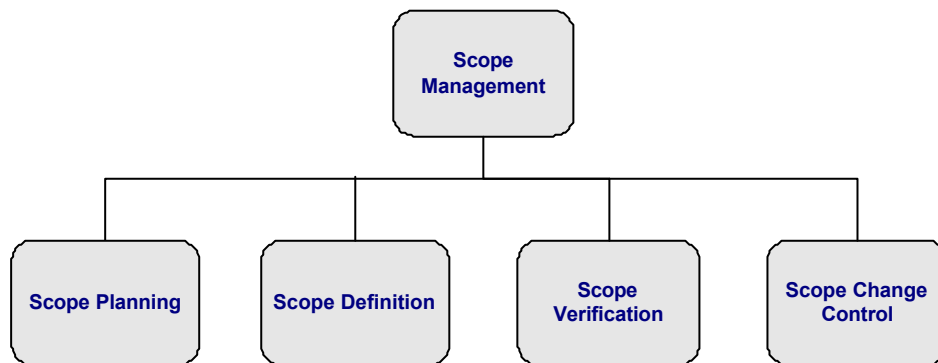 Scope
Management
Scope Planning
Scope Definition
Scope
Verification
Scope Change
Control